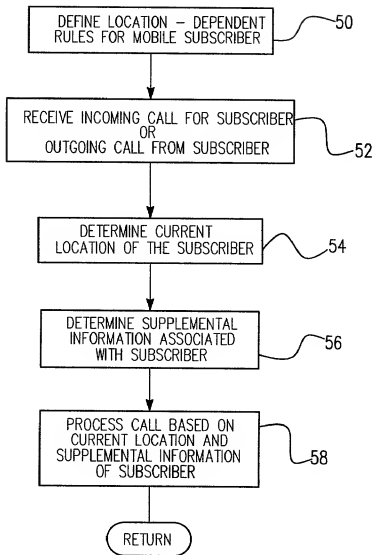 DEFINE LOCATION – DEPENDENT
RULES FOR MOBILE SUBSCRIBER
50
RECEIVE INCOMING CALL FOR SUBSCRIBER
OR
OUTGOING CALL FROM SUBSCRIBER
52
DETERMINE CURRENT
LOCATION OF THE SUBSCRIBER
54
DETERMINE SUPPLEMENTAL
INFORMATION ASSOCIATED
WITH SUBSCRIBER
56
PROCESS CALL BASED ON
CURRENT LOCATION AND
SUPPLEMENTAL INFORMATION
OF SUBSCRIBER
58
RETURN